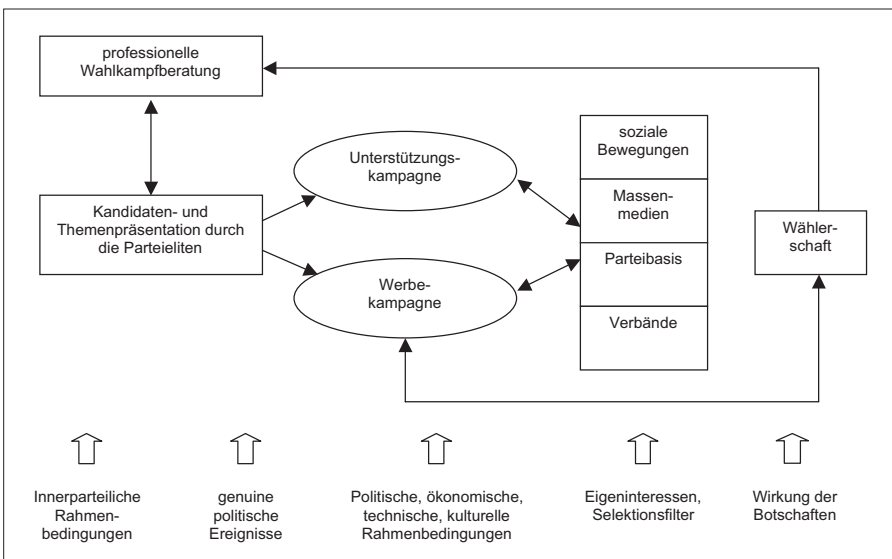 professionelle
Wahlkampfberatung
Unterstützungs-
kampagne
soziale
Bewegungen
Massen-
medien
Kandidaten- und
Themenpräsentation durch
die Parteieliten
Wähler-
schaft
Parteibasis
Werbe-
kampagne
Verbände
Innerparteiliche
Rahmen-
bedingungen
genuine
politische
Ereignisse
Politische, ökonomische,
technische, kulturelle
Rahmenbedingungen
Eigeninteressen,
Selektionsfilter
Wirkung der
Botschaften